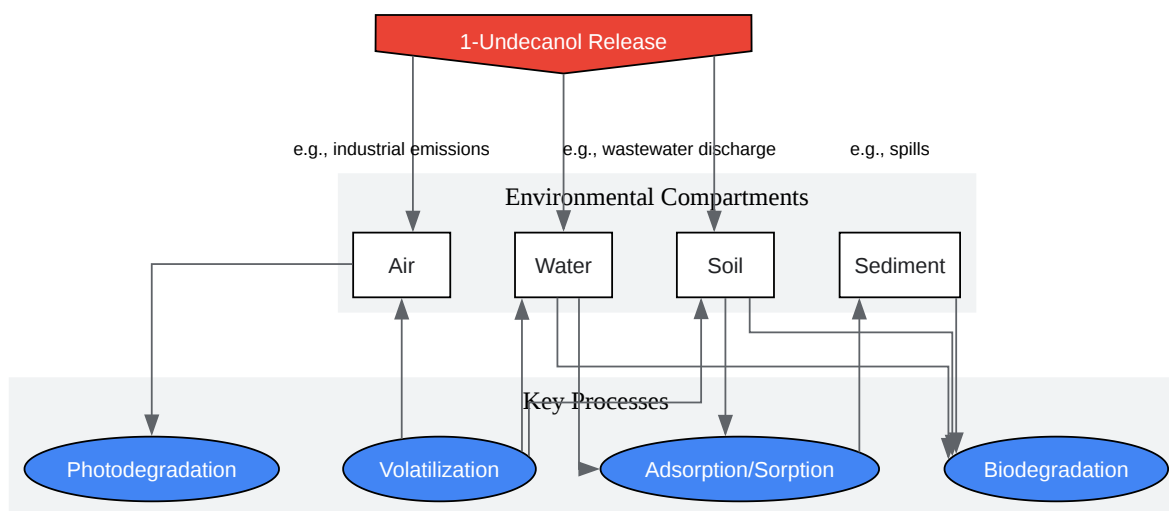 1-Undecanol Release
e.g., industrial emissions
e.g., wastewater discharge
e.g., spills
Environmental Compartments
Air
Water
Soil
Sediment
Key Processes
Photodegradation
Volatilization
Adsorption/Sorption
Biodegradation